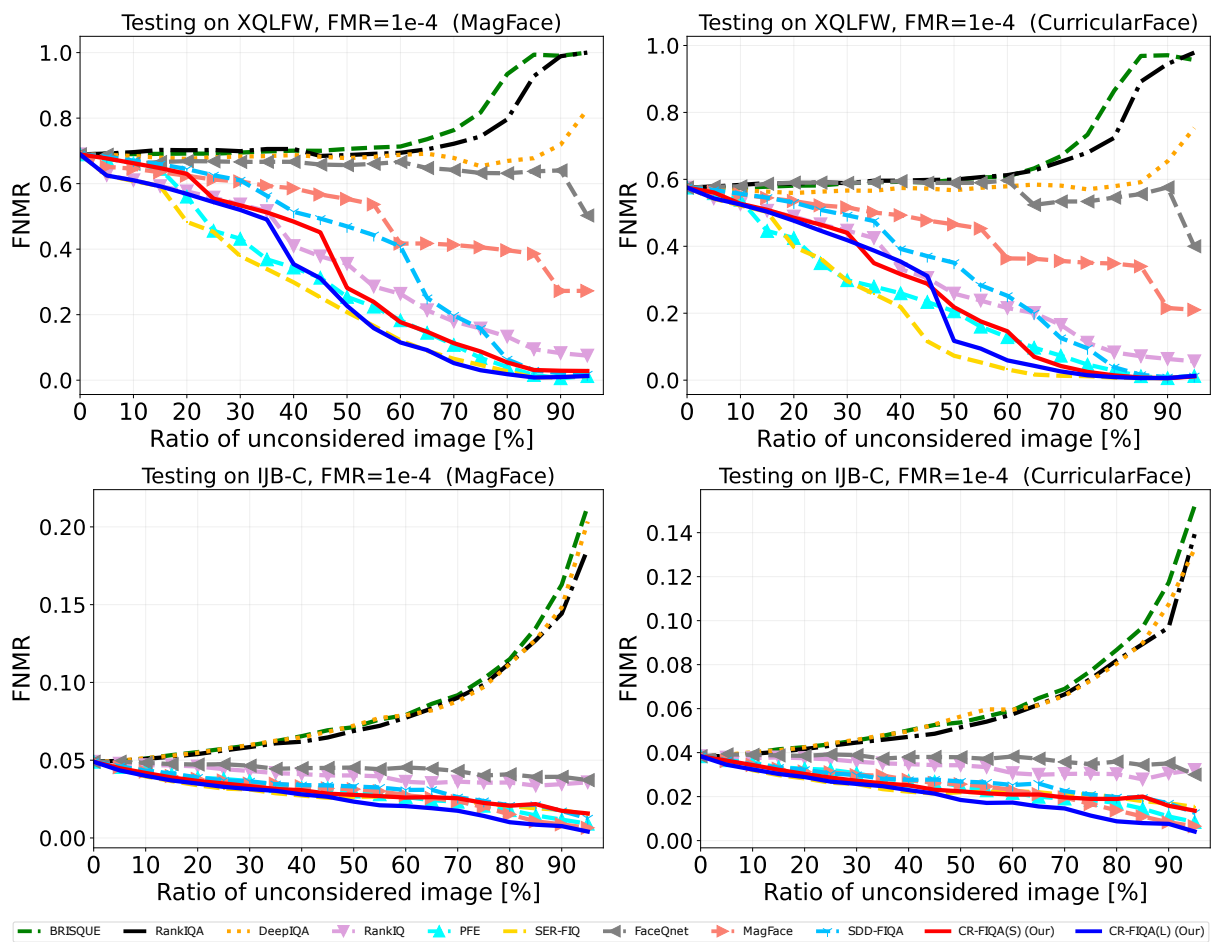 Testing on XQLFW, FMR=1e-4 (MagFace)
FNMR
1.0
0.8
0.6
0.4
0.2
0.0
0 10 20 30 40 50 60 70 80 90
Ratio of unconsidered image [%]
Testing on XQLFW, FMR=1e-4 (CurricularFace)
FNMR
1.0
0.8
0.6
0.4
0.2
0.0
0 10 20 30 40 50 60 70 80 90
Ratio of unconsidered image [%]
Testing on IJB-C, FMR=1e-4 (MagFace)
FNMR
0.20
0.15
0.10
0.05
0.00
0 10 20 30 40 50 60 70 80 90
Ratio of unconsidered image [%]
Testing on IJB-C, FMR=1e-4 (CurricularFace)
FNMR
0.14
0.12
0.10
0.08
0.06
0.04
0.02
0.00
0 10 20 30 40 50 60 70 80 90
Ratio of unconsidered image [%]
BRISQUE RankIQA DeepIQA RankIQ PFE SER-FIQ FaceQnet MagFace SDD-FIQA CR-FIQA(S) (Our) CR-FIQA(L) (Our)